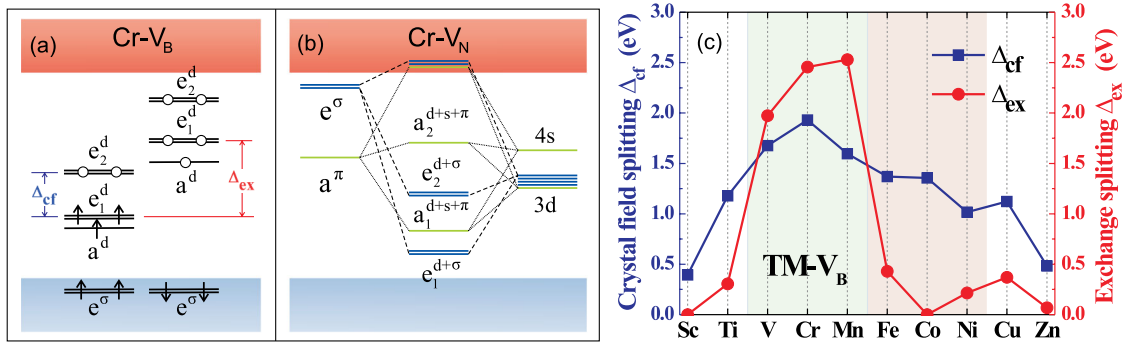 (a)
Cr-V_B
e_2^d
e_1^d
a^d
e_2^d
Δ_cf
e_1^d
a^d
Δ_ex
e^σ
e^σ
(b)
Cr-V_N
e^σ
a^π
a_2^{d+s+π}
e_2^{d+σ}
a_1^{d+s+π}
e_1^{d+σ}
4s
3d
(c)
Crystal field splitting Δ_cf (eV)
3.0
2.5
2.0
1.5
1.0
0.5
0.0
Δ_cf
Δ_ex
TM-V_B
Sc Ti V Cr Mn Fe Co Ni Cu Zn
3.0
2.5
2.0
1.5
1.0
0.5
0.0
Exchange splitting Δ_ex (eV)